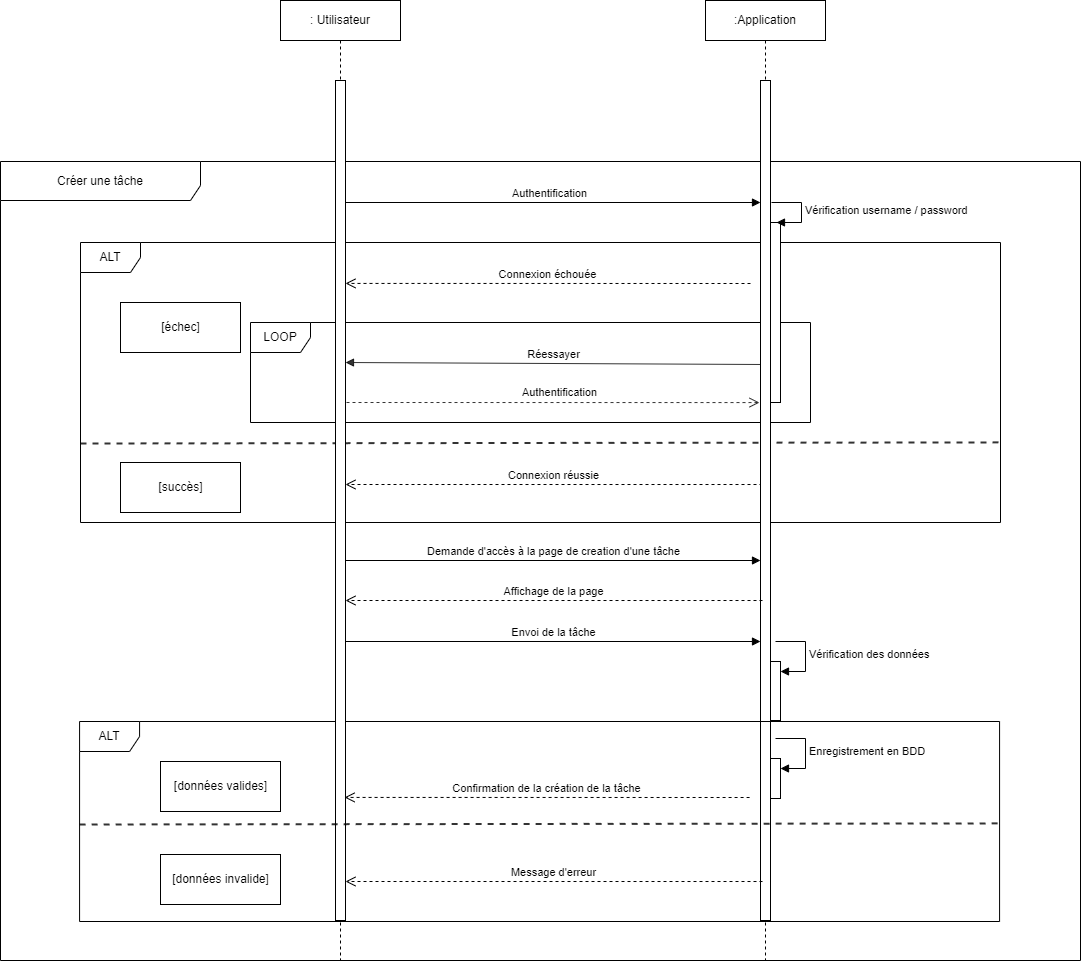 : Utilisateur
:Application
Créer une tâche
Authentification
Vérification username / password
ALT
Connexion échouée
[échec]
LOOP
Réessayer
Authentification
Connexion réussie
[succès]
Demande d'accès à la page de creation d'une tâche
Affichage de la page
Envoi de la tâche
Vérification des données
ALT
Enregistrement en BDD
[données valides]
Confirmation de la création de la tâche
Message d'erreur
[données invalide]